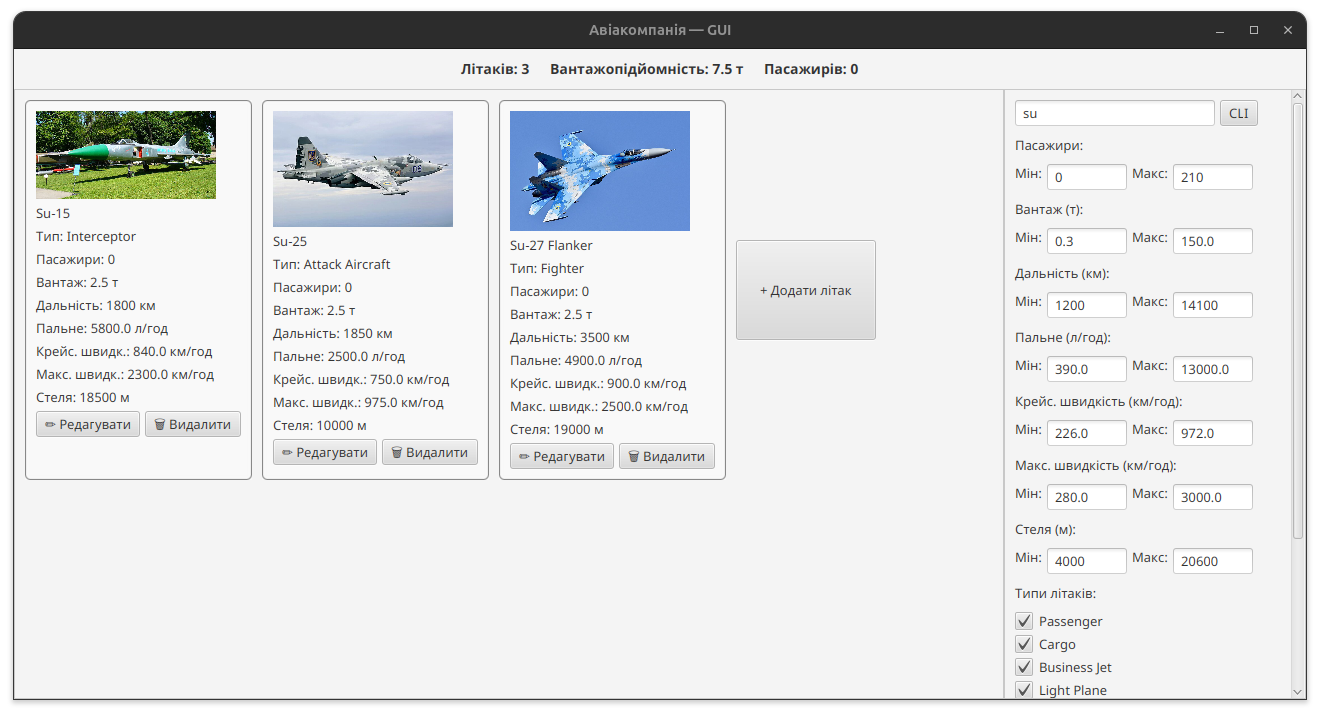 Авіакомпанія — GUI
Літаків: 3 Вантажопідйомність: 7.5 т Пасажирів: 0
Su-15
Тип: Interceptor
Пасажири: 0
Вантаж: 2.5 т
Дальність: 1800 км
Пальне: 5800.0 л/год
Крейс. швидк.: 840.0 км/год
Макс. швидк.: 2300.0 км/год
Стеля: 18500 м
✏ Редагувати 🗑 Видалити
Su-25
Тип: Attack Aircraft
Пасажири: 0
Вантаж: 2.5 т
Дальність: 1850 км
Пальне: 2500.0 л/год
Крейс. швидк.: 750.0 км/год
Макс. швидк.: 975.0 км/год
Стеля: 10000 м
✏ Редагувати 🗑 Видалити
Su-27 Flanker
Тип: Fighter
Пасажири: 0
Вантаж: 2.5 т
Дальність: 3500 км
Пальне: 4900.0 л/год
Крейс. швидк.: 900.0 км/год
Макс. швидк.: 2500.0 км/год
Стеля: 19000 м
✏ Редагувати 🗑 Видалити
+ Додати літак
su CLI
Пасажири:
Мін: 0 Макс: 210
Вантаж (т):
Мін: 0.3 Макс: 150.0
Дальність (км):
Мін: 1200 Макс: 14100
Пальне (л/год):
Мін: 390.0 Макс: 13000.0
Крейс. швидкість (км/год):
Мін: 226.0 Макс: 972.0
Макс. швидкість (км/год):
Мін: 280.0 Макс: 3000.0
Стеля (м):
Мін: 4000 Макс: 20600
Типи літаків:
Passenger
Cargo
Business Jet
Light Plane